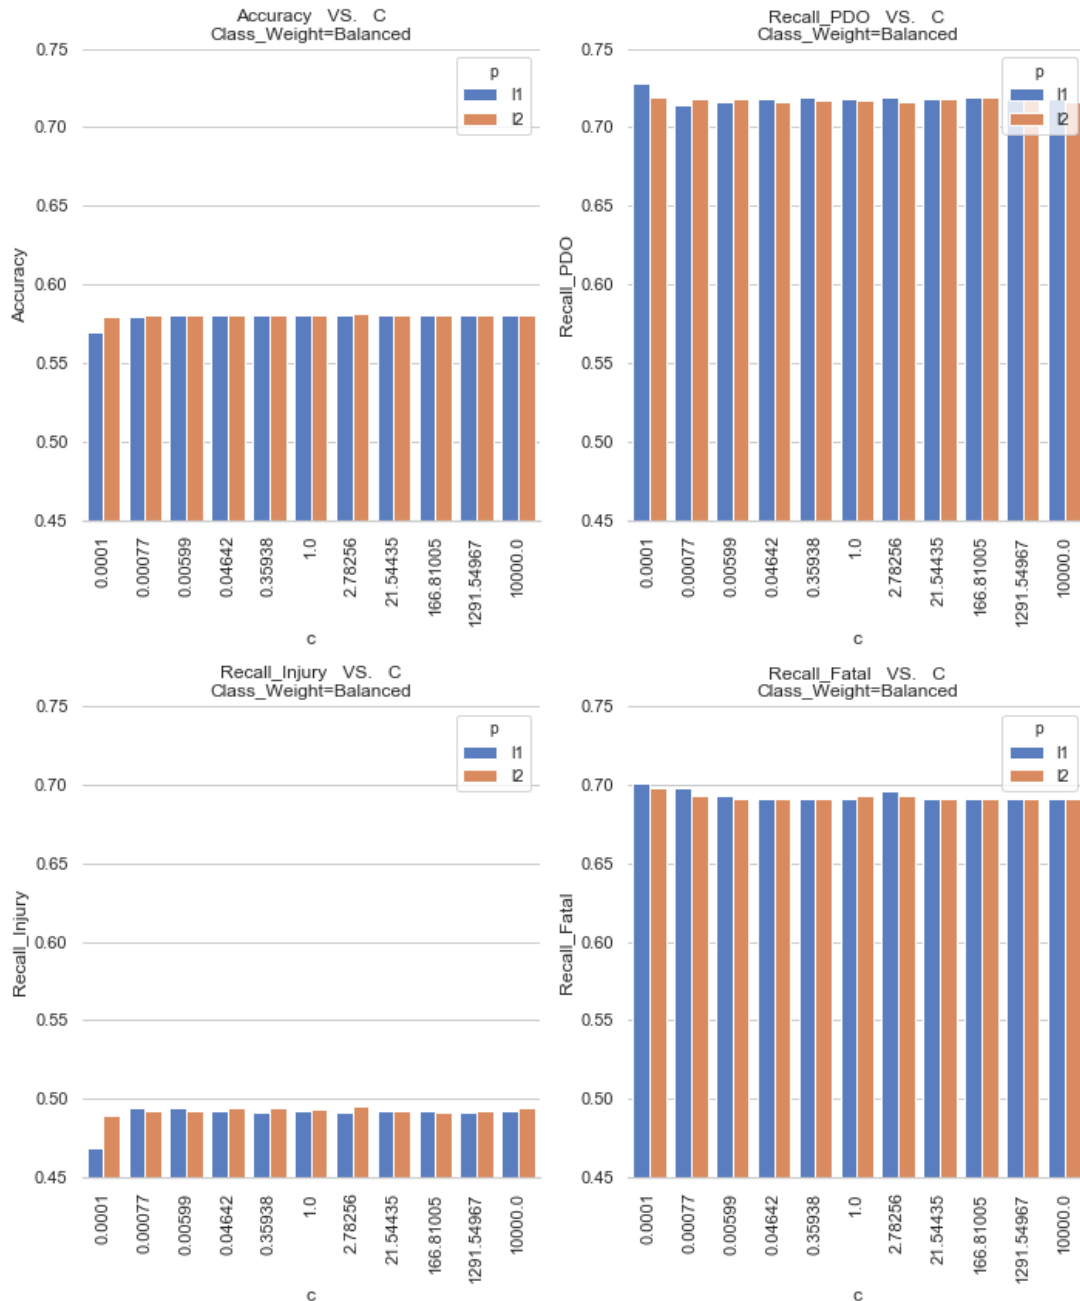 Accuracy VS. C
Class_Weight=Balanced
0.75
0.70
0.65
0.60
0.55
0.50
0.45
Accuracy
p
l1
l2
0.0001
0.00077
0.00599
0.04642
0.35938
1.0
2.78256
21.54435
166.81005
1291.54967
10000.0
c
Recall_PDO VS. C
Class_Weight=Balanced
0.75
0.70
0.65
0.60
0.55
0.50
0.45
Recall_PDO
p
l1
l2
0.0001
0.00077
0.00599
0.04642
0.35938
1.0
2.78256
21.54435
166.81005
1291.54967
10000.0
c
Recall_Injury VS. C
Class_Weight=Balanced
0.75
0.70
0.65
0.60
0.55
0.50
0.45
Recall_Injury
p
l1
l2
0.0001
0.00077
0.00599
0.04642
0.35938
1.0
2.78256
21.54435
166.81005
1291.54967
10000.0
c
Recall_Fatal VS. C
Class_Weight=Balanced
0.75
0.70
0.65
0.60
0.55
0.50
0.45
Recall_Fatal
p
l1
l2
0.0001
0.00077
0.00599
0.04642
0.35938
1.0
2.78256
21.54435
166.81005
1291.54967
10000.0
c